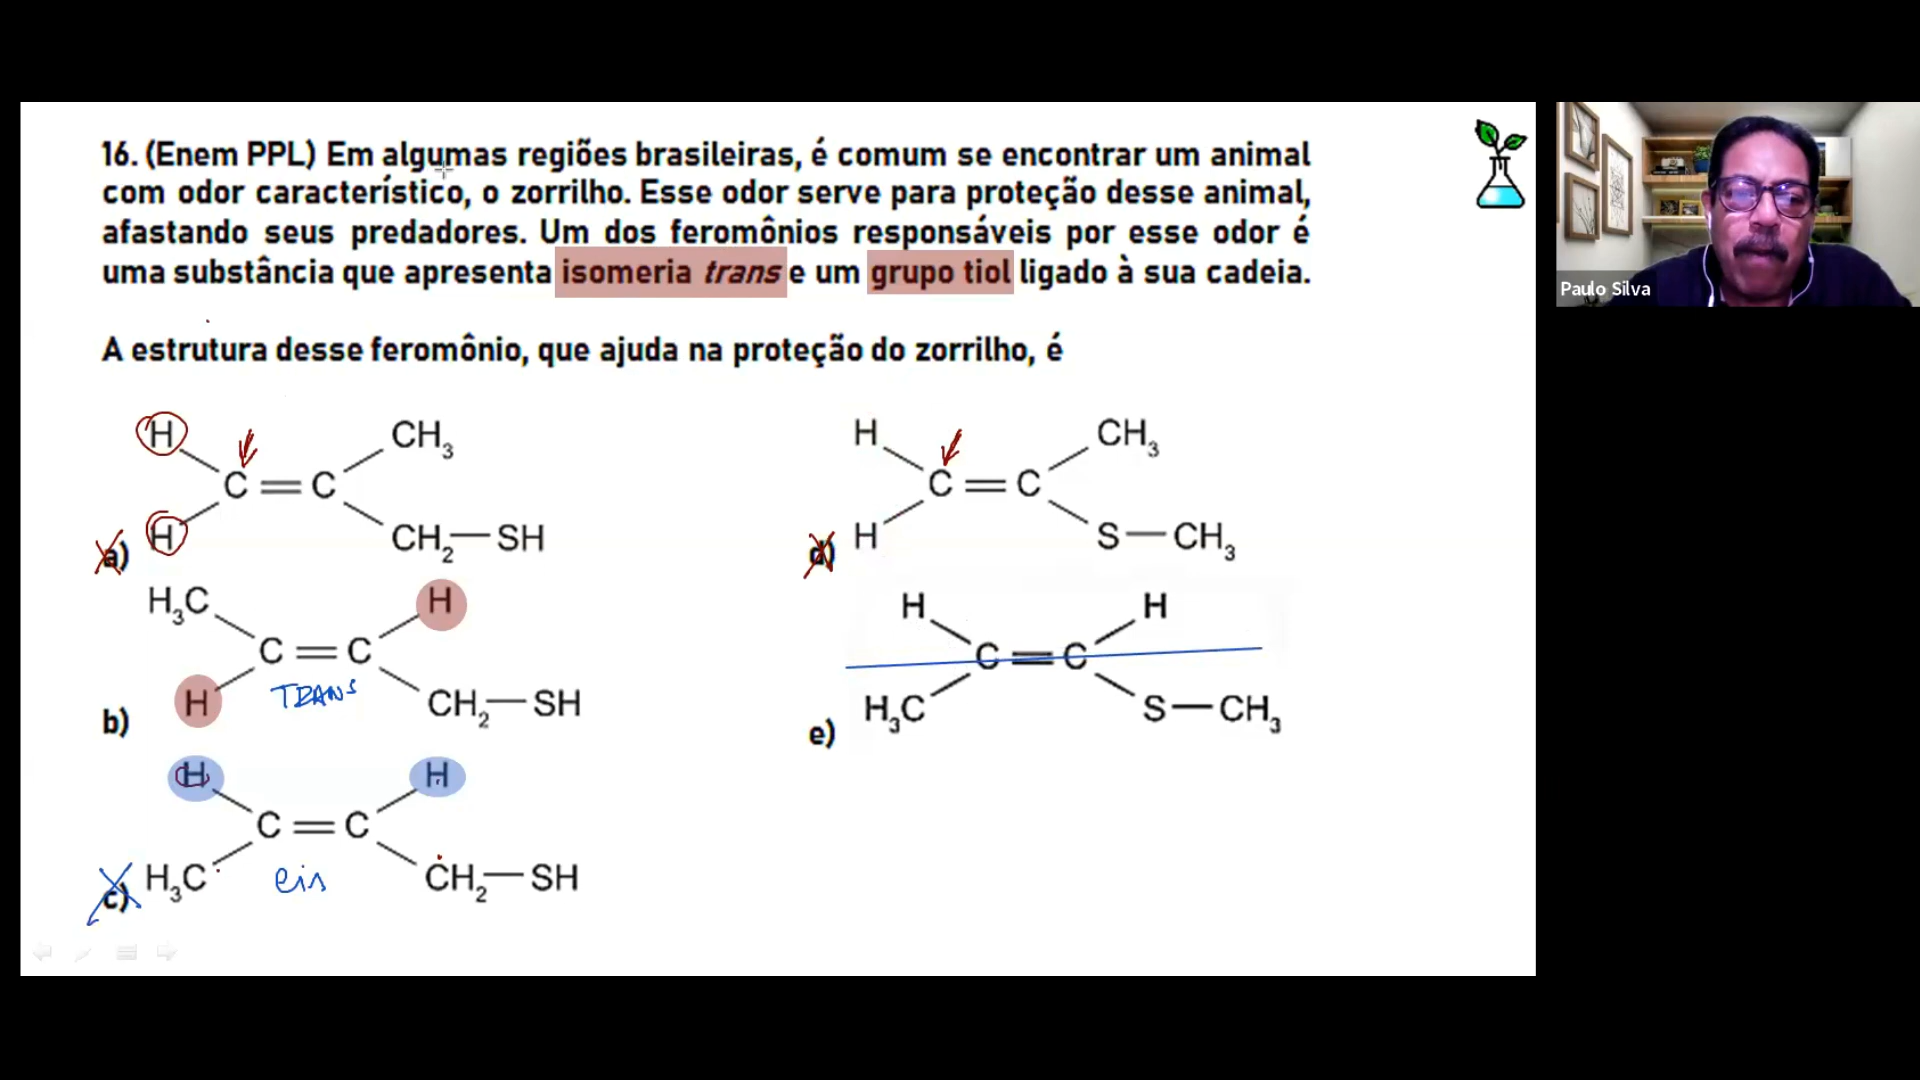 16. (Enem PPL) Em algumas regiões brasileiras, é comum se encontrar um animal
com odor característico, o zorrilho. Esse odor serve para proteção desse animal,
afastando seus predadores. Um dos feromônios responsáveis por esse odor é
uma substância que apresenta isomeria trans e um grupo tiol ligado à sua cadeia.
Paulo Silva
A estrutura desse feromônio, que ajuda na proteção do zorrilho, é
H CH3
C=C
a) H CH2—SH
H3C H
C=C
TRANS
b) H CH2—SH
H H
C=C
c) H3C cis CH2—SH
H CH3
C=C
d) H S—CH3
H H
C=C
H3C S—CH3
e)